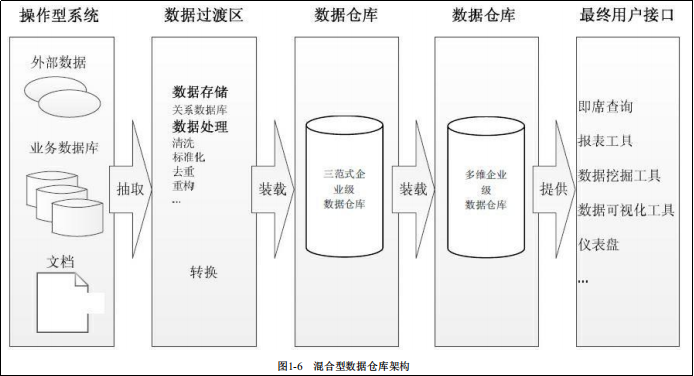 操作型系统
数据过渡区
数据仓库
数据仓库
最终用户接口
外部数据
业务数据库
文档
抽取
数据存储
关系数据库
数据处理
清洗
标准化
去重
重构
...
转换
装载
三范式企
业级
数据仓库
装载
多维企业
级
数据仓库
提供
即席查询
报表工具
数据挖掘工具
数据可视化工具
仪表盘
...
图1-6 混合型数据仓库架构